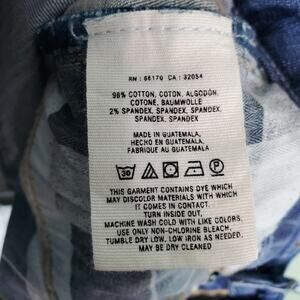 RN : 66170 CA : 32054
98% COTTON, COTON, ALGODÓN,
COTONE, BAUMWOLLE
2% SPANDEX, SPANDEX, SPANDEX,
SPANDEX, SPANDEX
MADE IN GUATEMALA,
HECHO EN GUATEMALA,
FABRIQUE AU GUATEMALA
30
THIS GARMENT CONTAINS DYE WHICH
MAY DISCOLOR MATERIALS WITH WHICH
IT COMES IN CONTACT.
TURN INSIDE OUT,
MACHINE WASH COLD WITH LIKE COLORS,
USE ONLY NON-CHLORINE BLEACH,
TUMBLE DRY LOW, LOW IRON AS NEEDED,
MAY BE DRY CLEANED